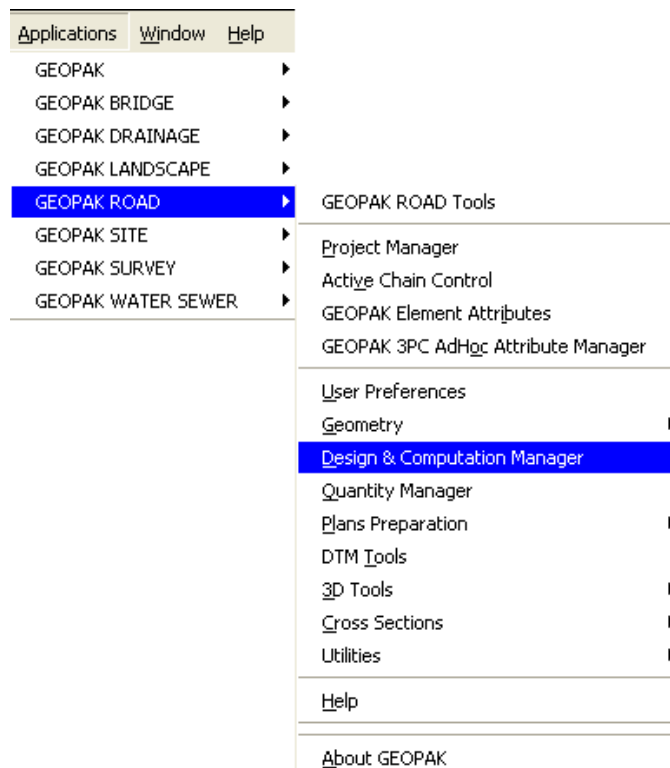 Applications Window Help
GEOPAK
GEOPAK BRIDGE
GEOPAK DRAINAGE
GEOPAK LANDSCAPE
GEOPAK ROAD
GEOPAK SITE
GEOPAK SURVEY
GEOPAK WATER SEWER
GEOPAK ROAD Tools
Project Manager
Active Chain Control
GEOPAK Element Attributes
GEOPAK 3PC AdHoc Attribute Manager
User Preferences
Geometry
Design & Computation Manager
Quantity Manager
Plans Preparation
DTM Tools
3D Tools
Cross Sections
Utilities
Help
About GEOPAK